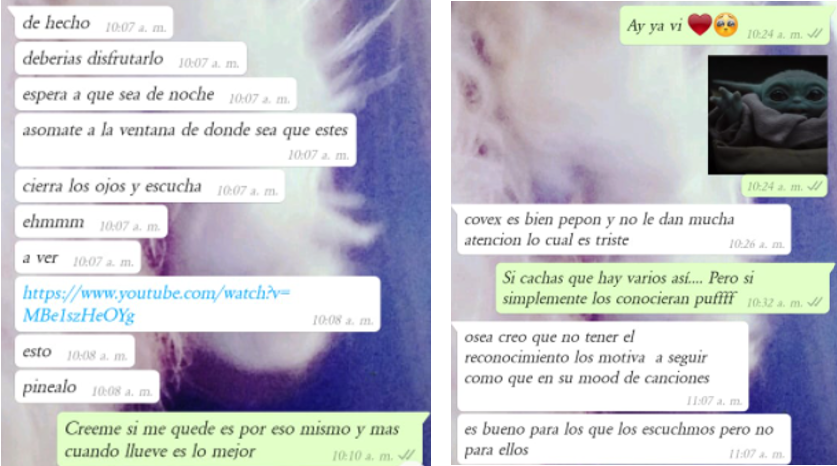 de hecho 10:07 a. m.
deberias disfrutarlo 10:07 a. m.
espera a que sea de noche 10:07 a. m.
asomate a la ventana de donde sea que estes
10:07 a. m.
cierra los ojos y escucha 10:07 a. m.
ehmmm 10:07 a. m.
a ver 10:07 a. m.
https://www.youtube.com/watch?v=
MBe1szHeOYg
10:08 a. m.
esto 10:08 a. m.
pinealo 10:08 a. m.
Creeme si me quede es por eso mismo y mas
cuando llueve es lo mejor 10:10 a. m.
Ay ya vi ❤️🥺 10:24 a. m.
10:24 a. m.
covex es bien pepon y no le dan mucha
atencion lo cual es triste 10:26 a. m.
Si cachas que hay varios así.... Pero si
simplemente los conocieran puffff 10:32 a. m.
osea creo que no tener el
reconocimiento los motiva a seguir
como que en su mood de canciones
11:07 a. m.
es bueno para los que los escuchmos pero no
para ellos 11:07 a. m.